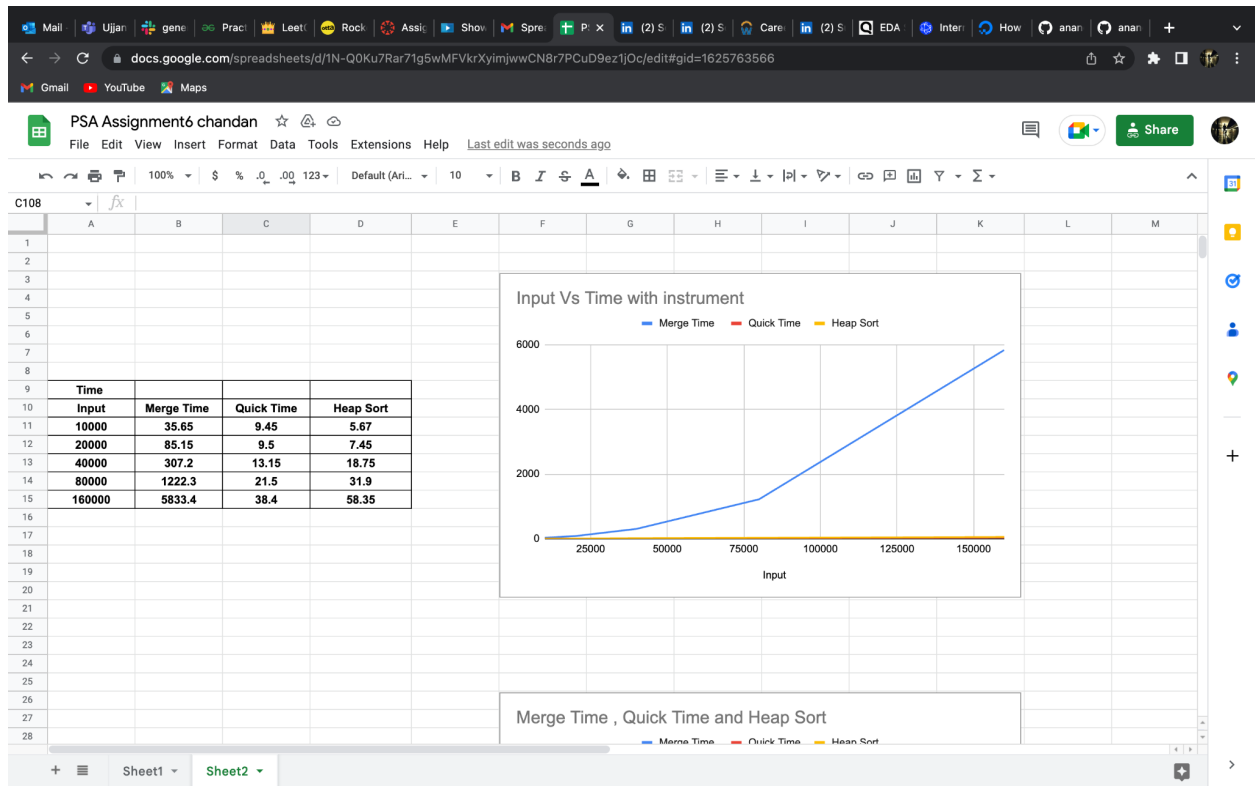 Mail Ujjan gene Pract LeetC Rock Assig Show Sprea PS (2) S (2) S Care (2) S EDA Intern How anan anan
docs.google.com/spreadsheets/d/1N-Q0Ku7Rar71g5wMFVkrXyimjwwCN8r7PCuD9ez1jOc/edit#gid=1625763566
Gmail YouTube Maps
PSA Assignment6 chandan
File Edit View Insert Format Data Tools Extensions Help Last edit was seconds ago
Share
100% $ % .0 .00 123 Default (Ari... 10 B I S A
C108 fx
A B C D E F G H I J K L M
1
2
3
4
5
6
7
8
9 Time
10 Input Merge Time Quick Time Heap Sort
11 10000 35.65 9.45 5.67
12 20000 85.15 9.5 7.45
13 40000 307.2 13.15 18.75
14 80000 1222.3 21.5 31.9
15 160000 5833.4 38.4 58.35
16
17
18
19
20
21
22
23
24
25
26
27
28
Input Vs Time with instrument
Merge Time Quick Time Heap Sort
6000
4000
2000
0
25000 50000 75000 100000 125000 150000
Input
Merge Time , Quick Time and Heap Sort
Merge Time Quick Time Heap Sort
Sheet1 Sheet2
31